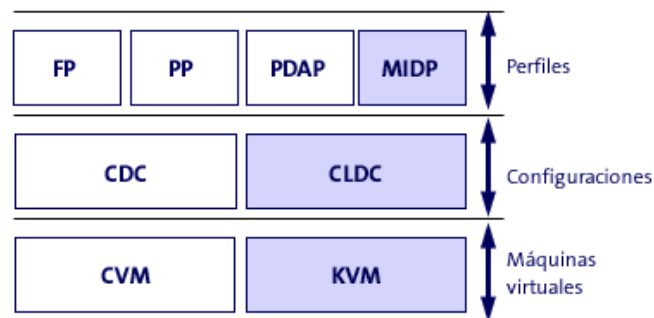 FP PP PDAP MIDP Perfiles
CDC CLDC Configuraciones
CVM KVM Máquinas
virtuales